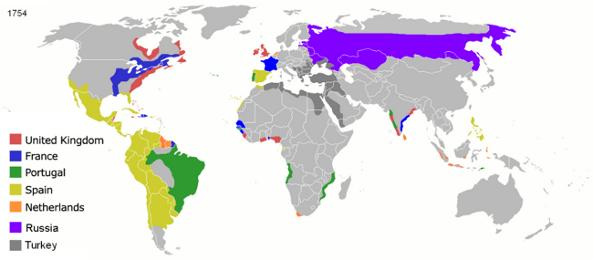 1754
United Kingdom
France
Portugal
Spain
Netherlands
Russia
Turkey